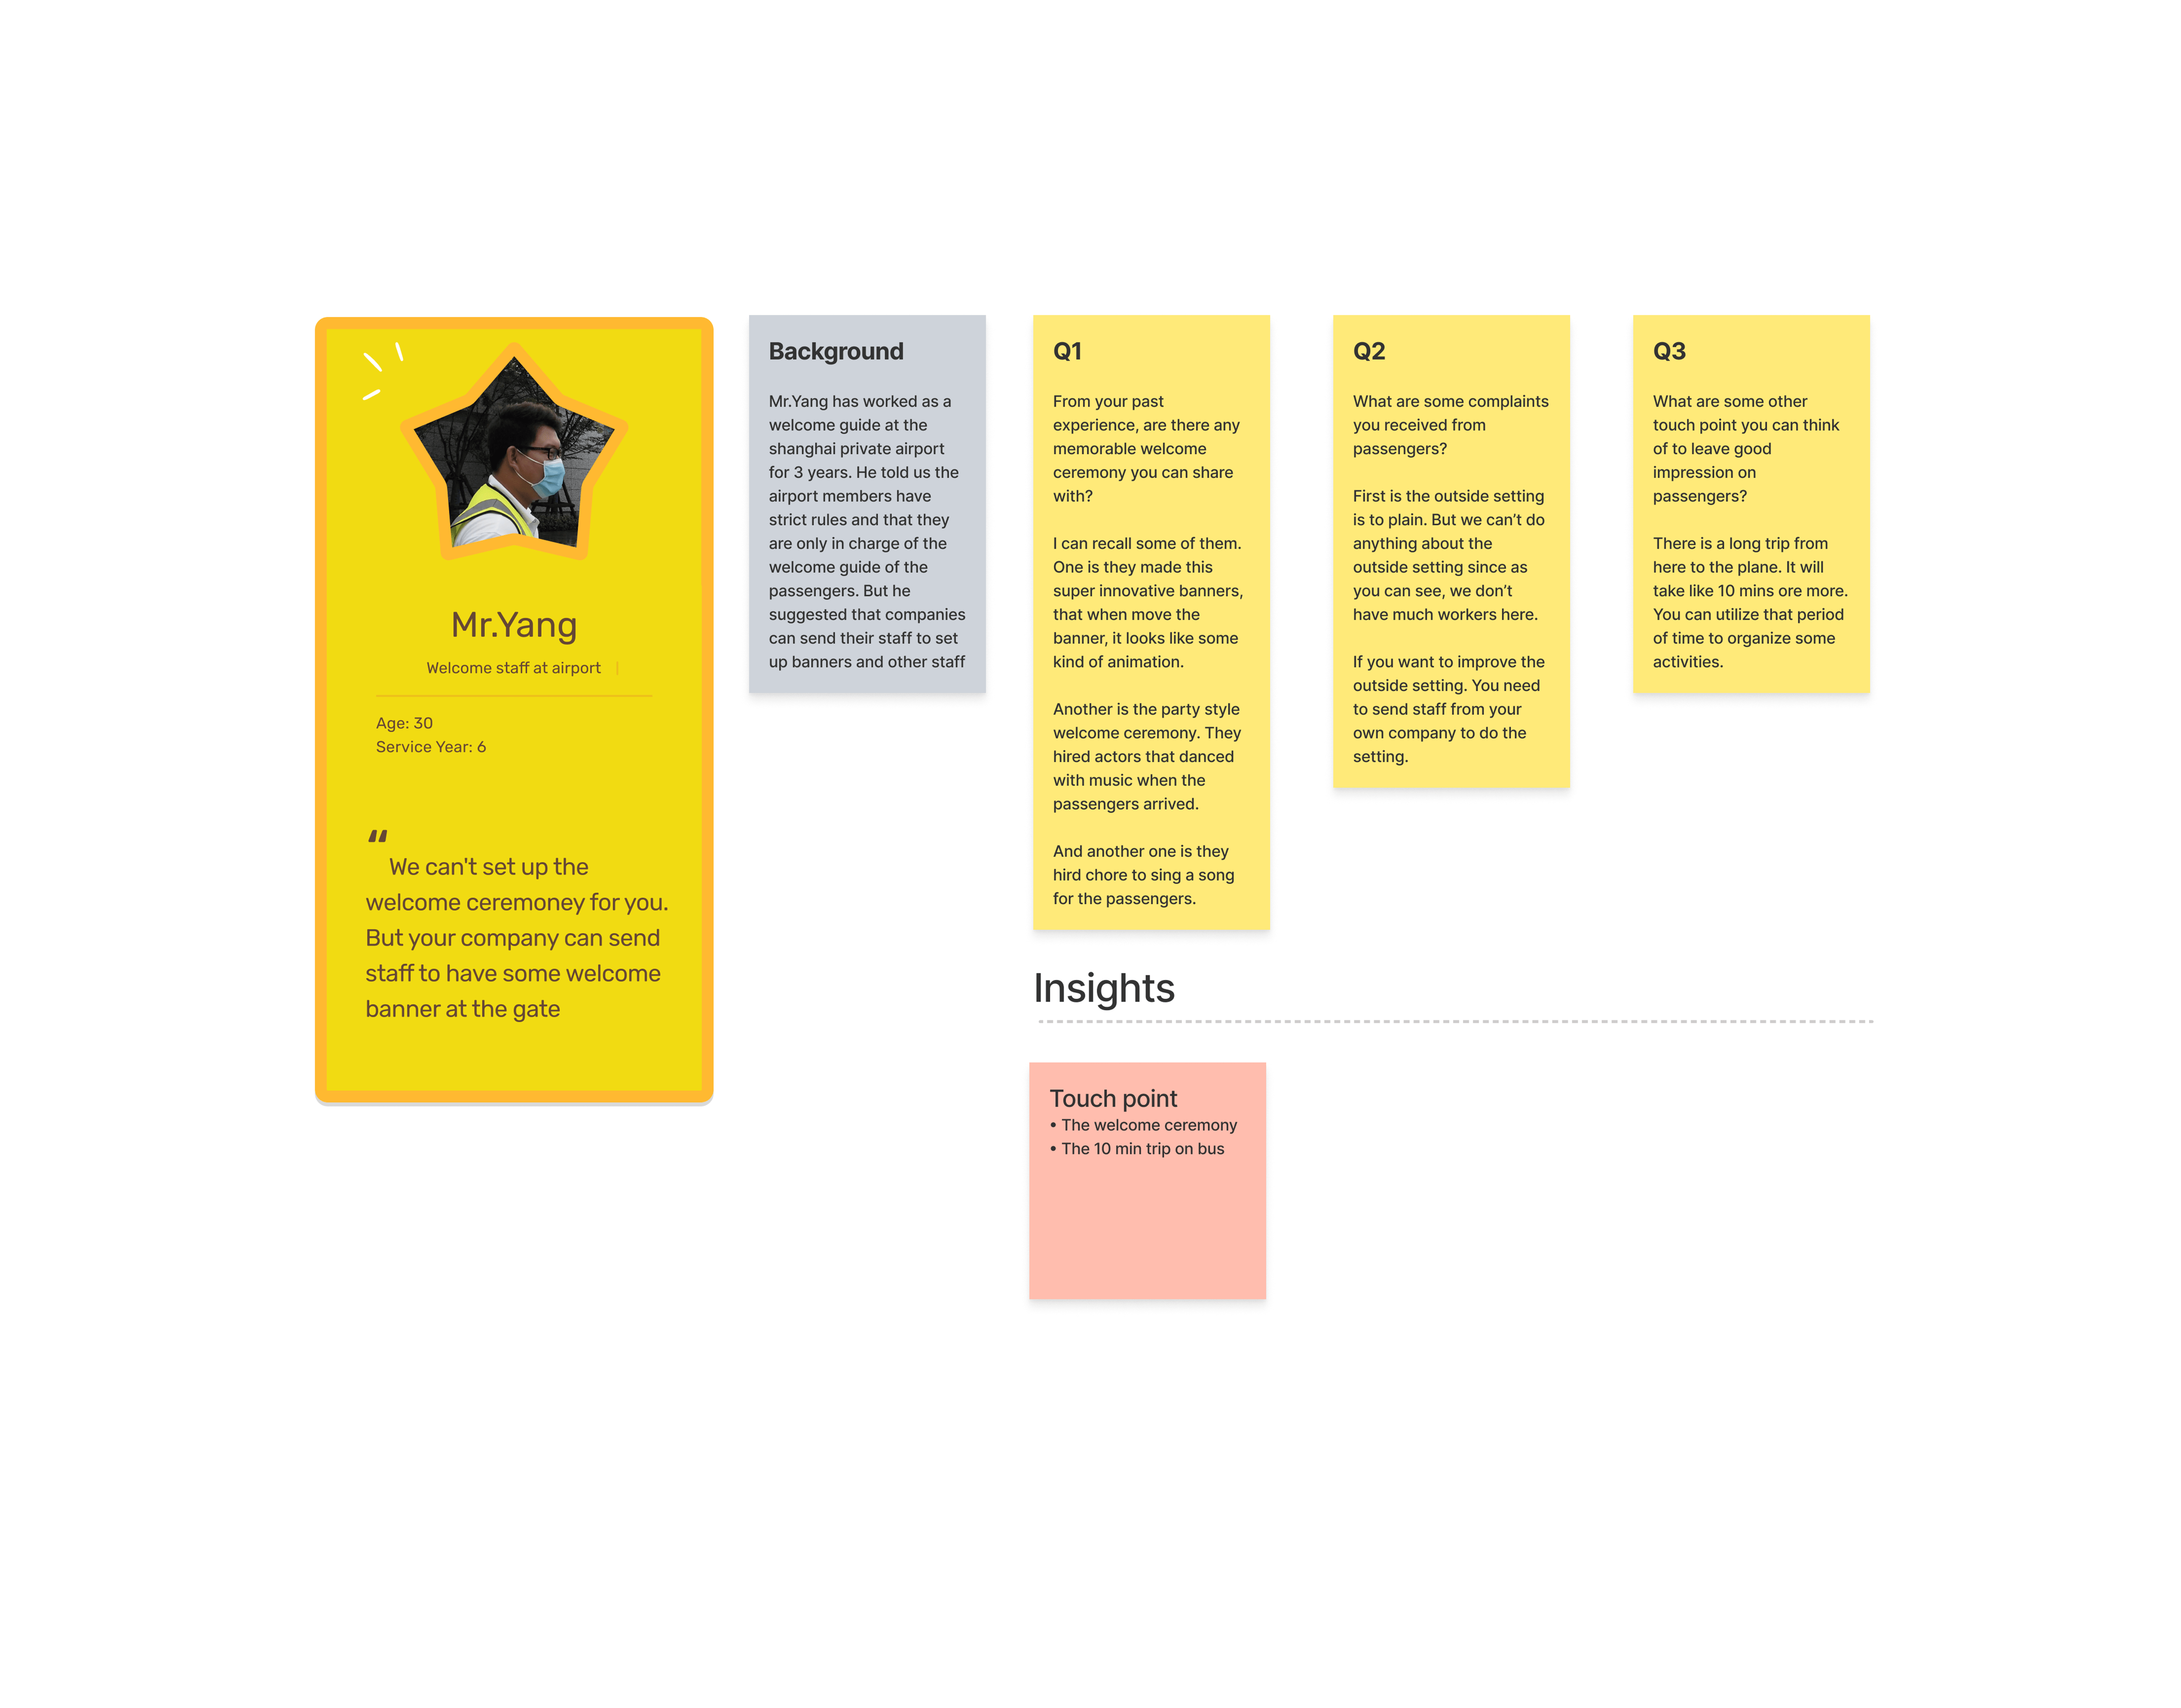 Mr.Yang
Welcome staff at airport
Age: 30
Service Year: 6
“
We can't set up the
welcome ceremoney for you.
But your company can send
staff to have some welcome
banner at the gate
Background
Mr.Yang has worked as a
welcome guide at the
shanghai private airport
for 3 years. He told us the
airport members have
strict rules and that they
are only in charge of the
welcome guide of the
passengers. But he
suggested that companies
can send their staff to set
up banners and other staff
Q1
From your past
experience, are there any
memorable welcome
ceremony you can share
with?
I can recall some of them.
One is they made this
super innovative banners,
that when move the
banner, it looks like some
kind of animation.
Another is the party style
welcome ceremony. They
hired actors that danced
with music when the
passengers arrived.
And another one is they
hird chore to sing a song
for the passengers.
Q2
What are some complaints
you received from
passengers?
First is the outside setting
is to plain. But we can’t do
anything about the
outside setting since as
you can see, we don’t
have much workers here.
If you want to improve the
outside setting. You need
to send staff from your
own company to do the
setting.
Q3
What are some other
touch point you can think
of to leave good
impression on
passengers?
There is a long trip from
here to the plane. It will
take like 10 mins ore more.
You can utilize that period
of time to organize some
activities.
Insights
Touch point
• The welcome ceremony
• The 10 min trip on bus